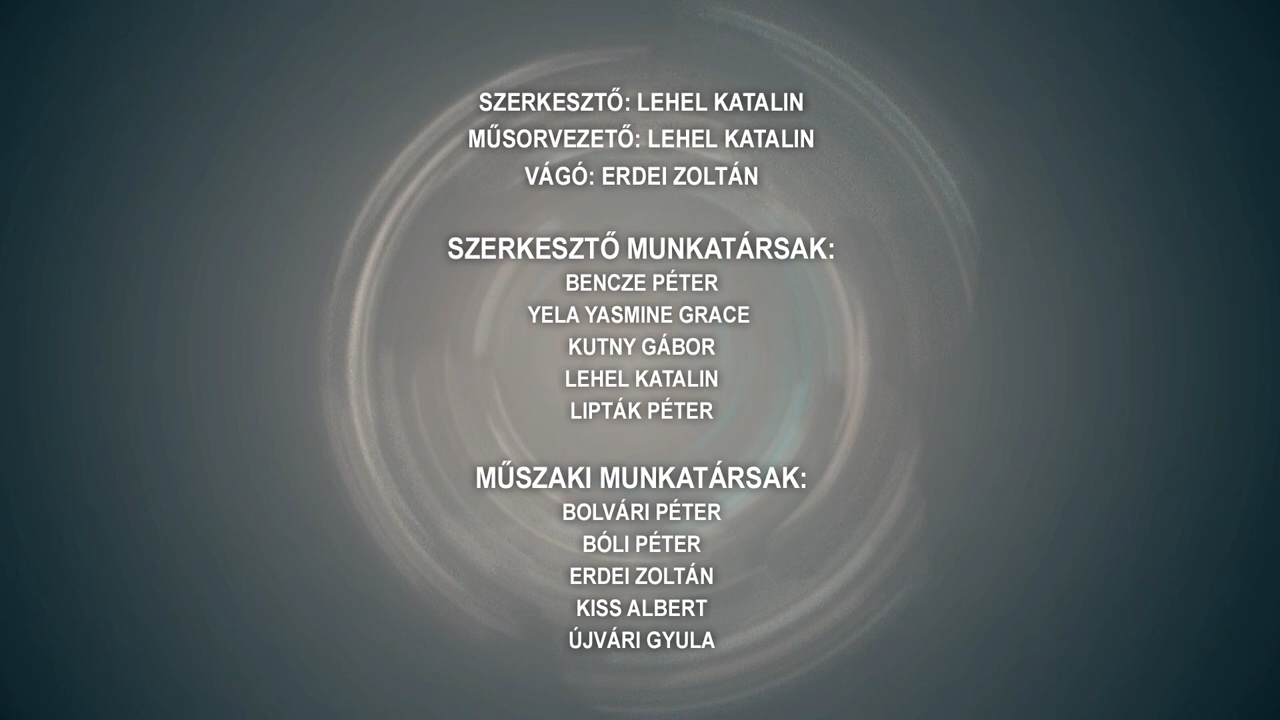 SZERKESZTŐ: LEHEL KATALIN
MŰSORVEZETŐ: LEHEL KATALIN
VÁGÓ: ERDEI ZOLTÁN
SZERKESZTŐ MUNKATÁRSAK:
BENCZE PÉTER
YELA YASMINE GRACE
KUTNY GÁBOR
LEHEL KATALIN
LIPTÁK PÉTER
MŰSZAKI MUNKATÁRSAK:
BOLVÁRI PÉTER
BÓLI PÉTER
ERDEI ZOLTÁN
KISS ALBERT
ÚJVÁRI GYULA